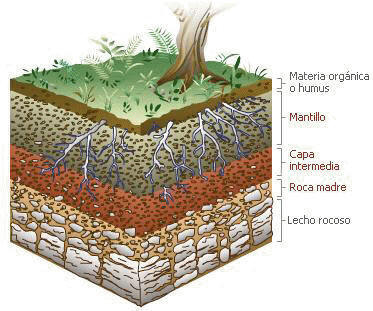 Materia orgánica
o humus
Mantillo
Capa
intermedia
Roca madre
Lecho rocoso